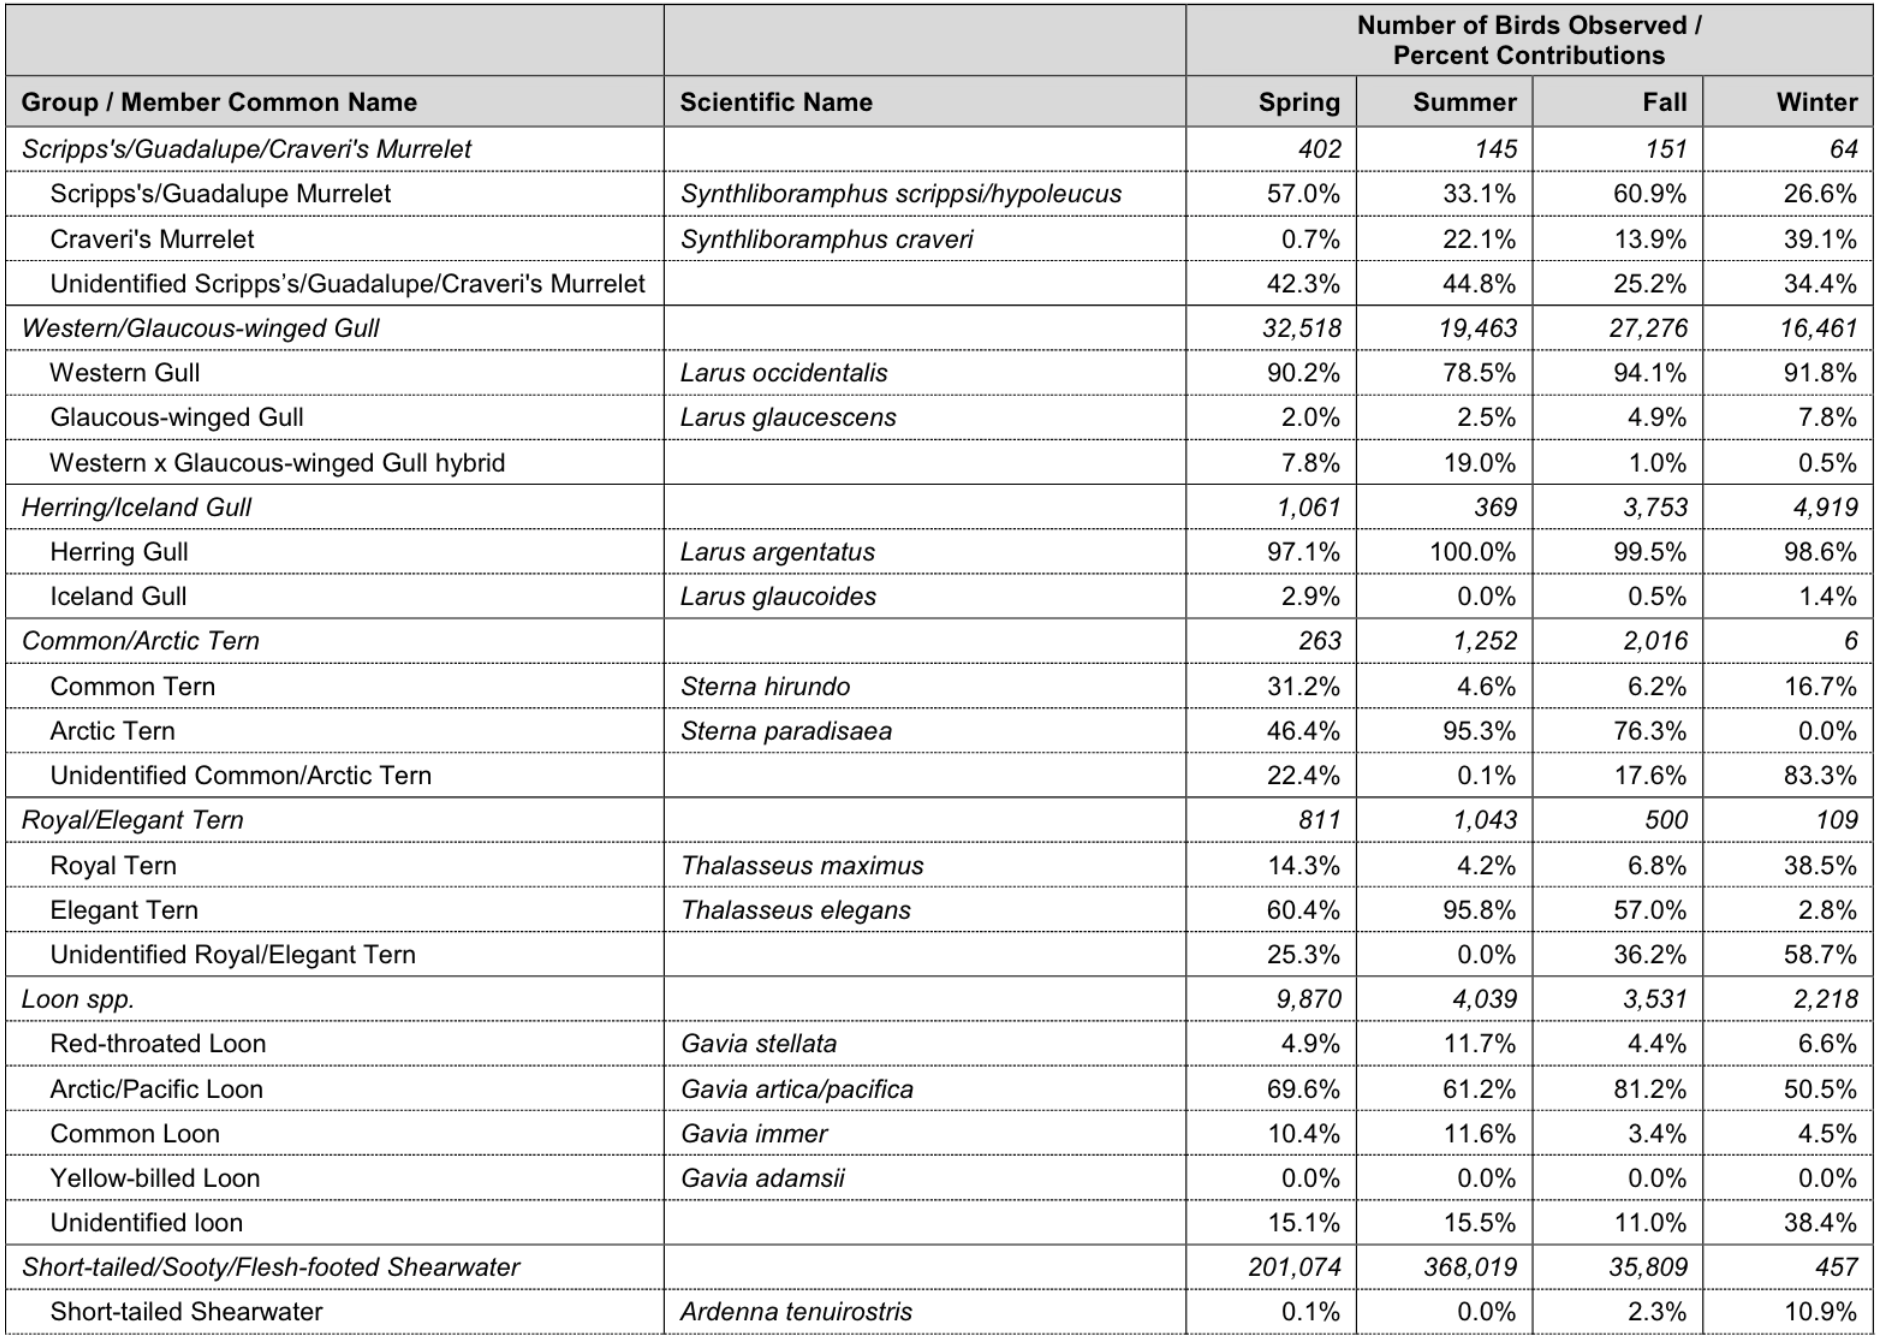 Number of Birds Observed /
Percent Contributions
Group / Member Common Name Scientific Name Spring Summer Fall Winter
Scripps's/Guadalupe/Craveri's Murrelet 402 145 151 64
Scripps's/Guadalupe Murrelet Synthliboramphus scrippsi/hypoleucus 57.0% 33.1% 60.9% 26.6%
Craveri's Murrelet Synthliboramphus craveri 0.7% 22.1% 13.9% 39.1%
Unidentified Scripps’s/Guadalupe/Craveri's Murrelet 42.3% 44.8% 25.2% 34.4%
Western/Glaucous-winged Gull 32,518 19,463 27,276 16,461
Western Gull Larus occidentalis 90.2% 78.5% 94.1% 91.8%
Glaucous-winged Gull Larus glaucescens 2.0% 2.5% 4.9% 7.8%
Western x Glaucous-winged Gull hybrid 7.8% 19.0% 1.0% 0.5%
Herring/Iceland Gull 1,061 369 3,753 4,919
Herring Gull Larus argentatus 97.1% 100.0% 99.5% 98.6%
Iceland Gull Larus glaucoides 2.9% 0.0% 0.5% 1.4%
Common/Arctic Tern 263 1,252 2,016 6
Common Tern Sterna hirundo 31.2% 4.6% 6.2% 16.7%
Arctic Tern Sterna paradisaea 46.4% 95.3% 76.3% 0.0%
Unidentified Common/Arctic Tern 22.4% 0.1% 17.6% 83.3%
Royal/Elegant Tern 811 1,043 500 109
Royal Tern Thalasseus maximus 14.3% 4.2% 6.8% 38.5%
Elegant Tern Thalasseus elegans 60.4% 95.8% 57.0% 2.8%
Unidentified Royal/Elegant Tern 25.3% 0.0% 36.2% 58.7%
Loon spp. 9,870 4,039 3,531 2,218
Red-throated Loon Gavia stellata 4.9% 11.7% 4.4% 6.6%
Arctic/Pacific Loon Gavia artica/pacifica 69.6% 61.2% 81.2% 50.5%
Common Loon Gavia immer 10.4% 11.6% 3.4% 4.5%
Yellow-billed Loon Gavia adamsii 0.0% 0.0% 0.0% 0.0%
Unidentified loon 15.1% 15.5% 11.0% 38.4%
Short-tailed/Sooty/Flesh-footed Shearwater 201,074 368,019 35,809 457
Short-tailed Shearwater Ardenna tenuirostris 0.1% 0.0% 2.3% 10.9%